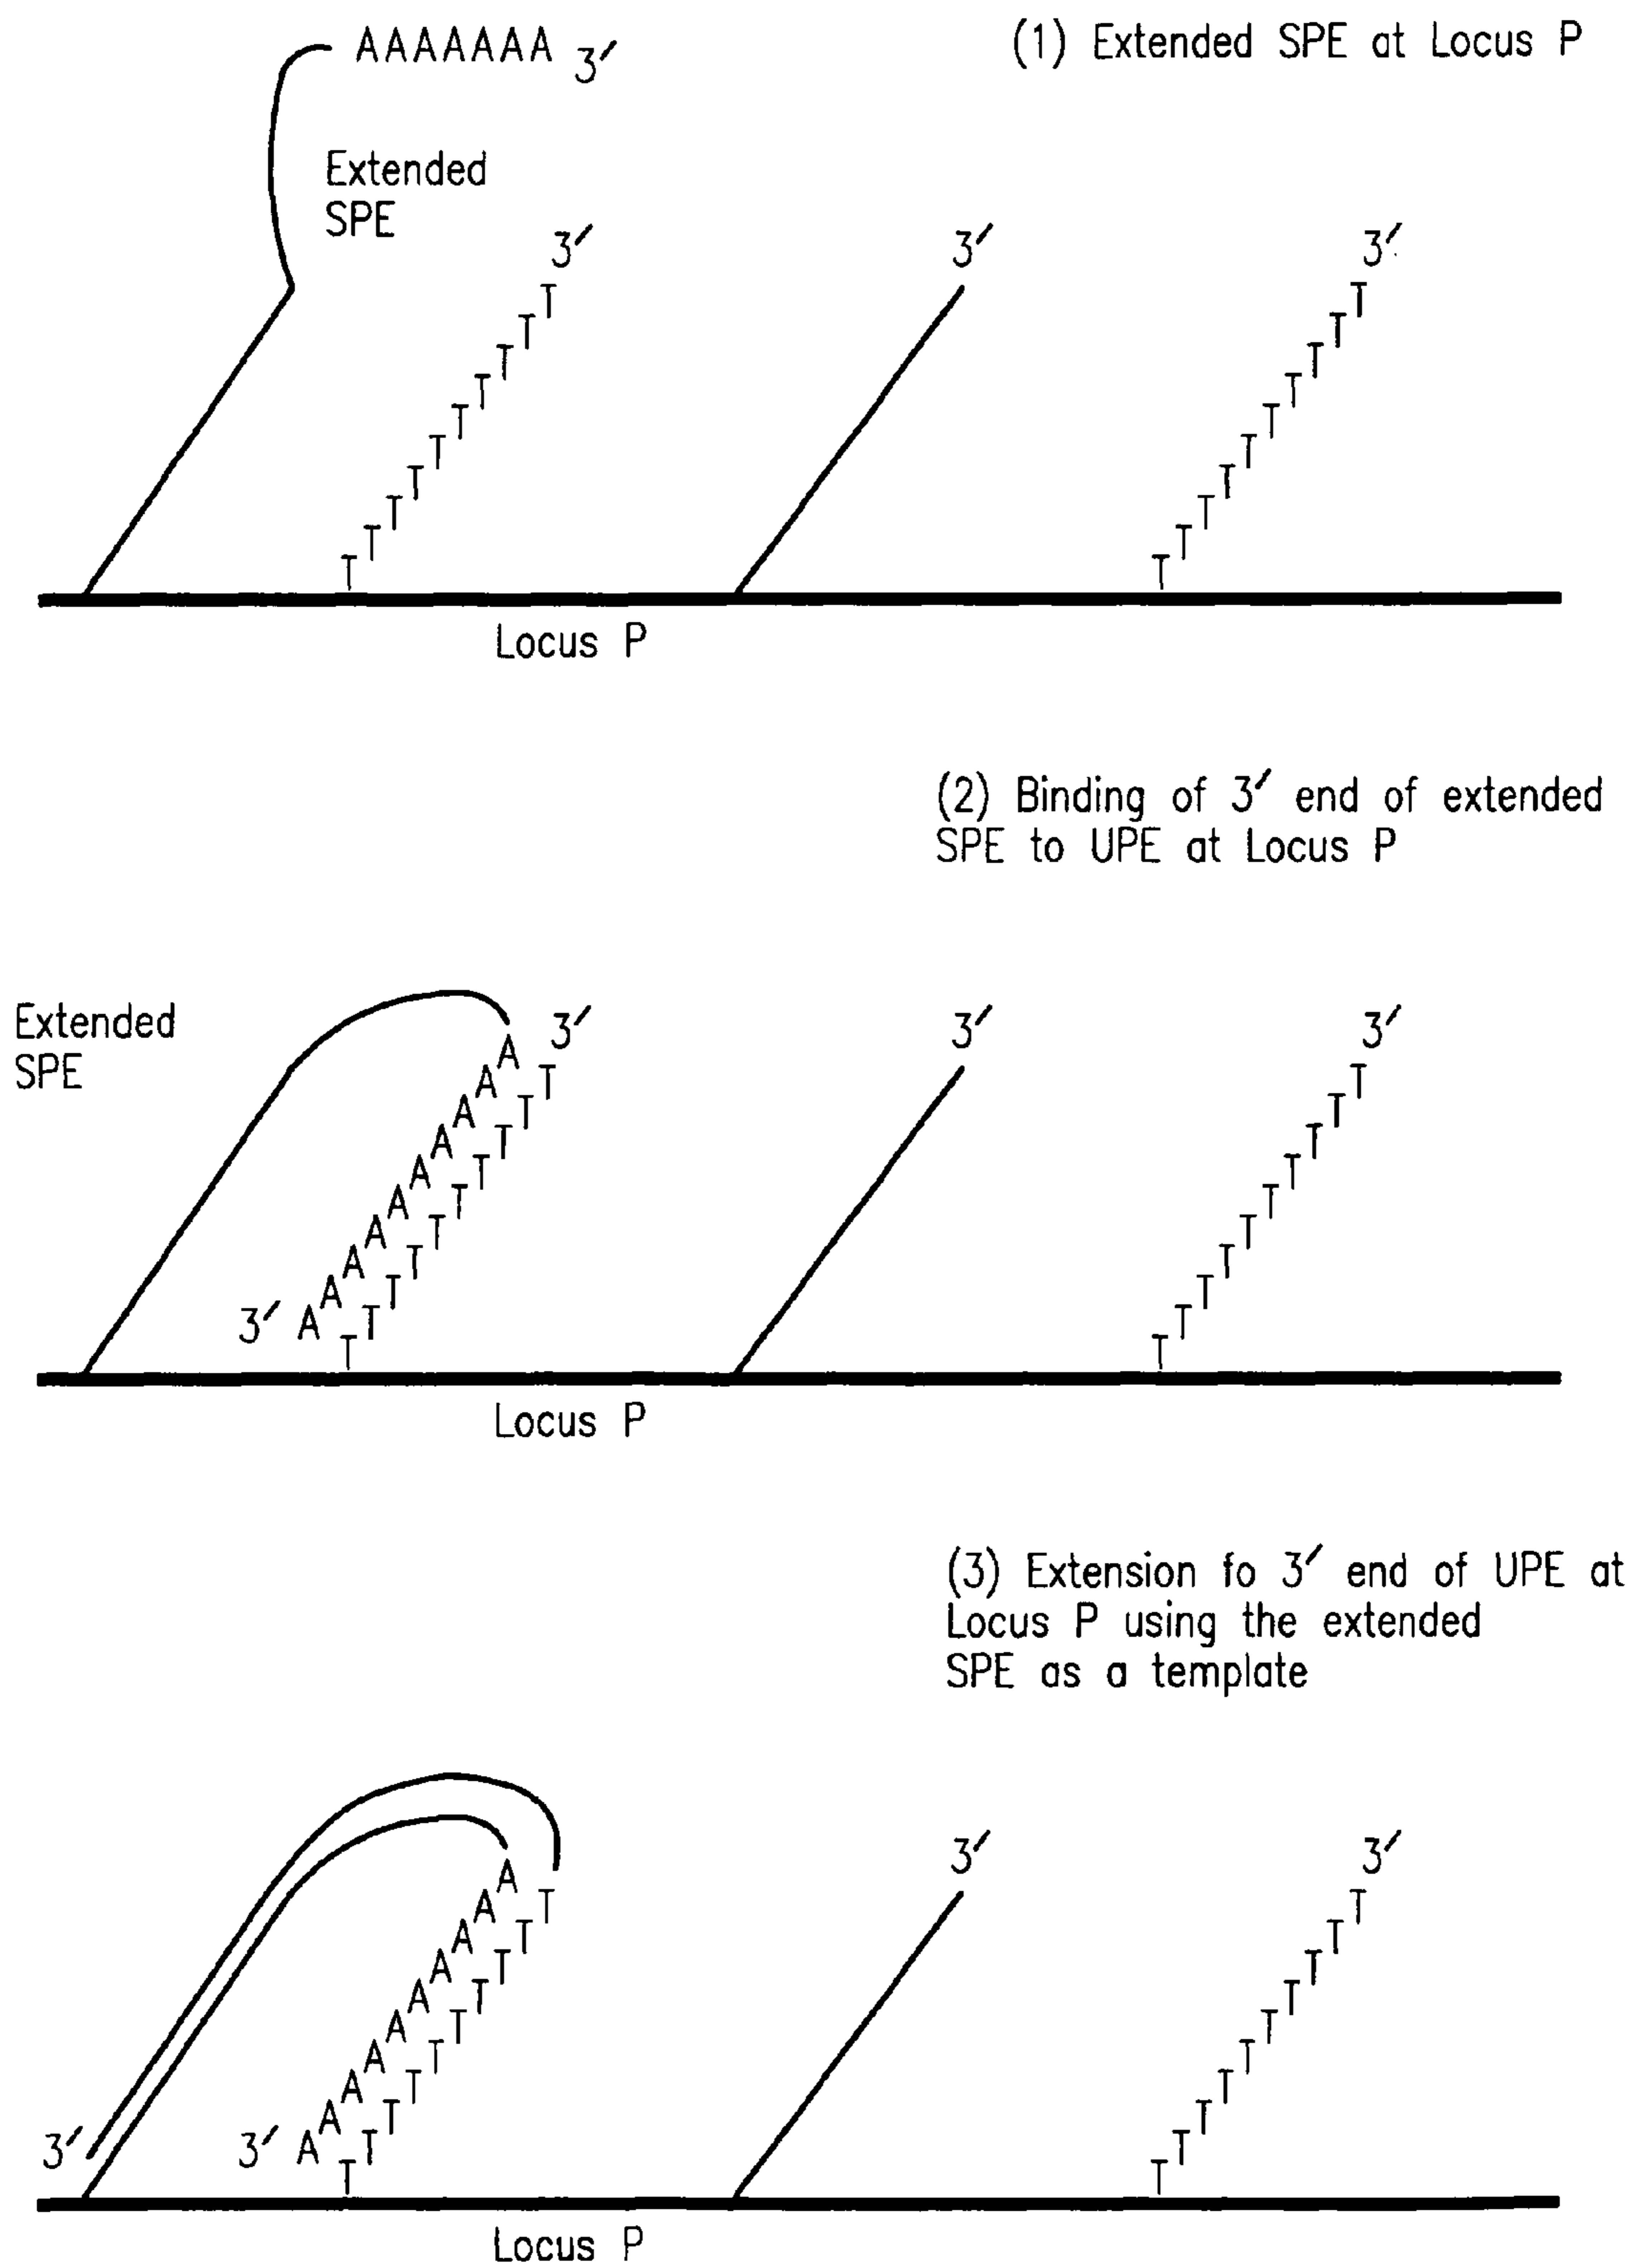 AAAAAAA 3′
(1) Extended SPE at Locus P
Extended
SPE
3′
TTTTTTTTTT
3′
3′
TTTTTTTTTT
Locus P
(2) Binding of 3′ end of extended
SPE to UPE at Locus P
Extended
SPE
3′ AAAAAAAAAA
3′
TTTTTTTTTT
3′
3′
TTTTTTTTTT
Locus P
(3) Extension fo 3′ end of UPE at
Locus P using the extended
SPE as a template
3′
3′ AAAAAAAAAA
TTTTTTTTTT
3′
3′
TTTTTTTTTT
Locus P